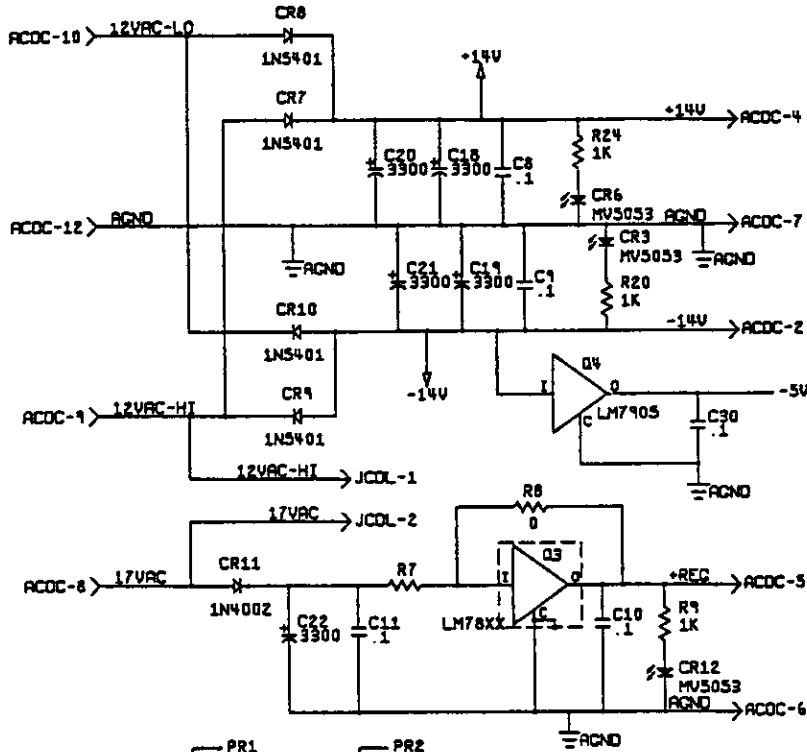 CR8
ACDC-10 12VAC-LO
1N5401
+14V
CR7
+14V ACDC-4
1N5401
R24
1K
C20
3300
C18
3300
C8
.1
CR6
MV5053
ACDC-12 AGND
AGND ACDC-7
CR3
MV5053
AGND
AGND
C21
3300
C19
3300
C9
.1
R20
1K
CR10
-14V ACDC-2
1N5401
Q4
CR9
-14V
I
O
-5V
ACDC-9 12VAC-HI
LM7905
C
C30
.1
1N5401
12VAC-HI JCOL-1
AGND
17VAC JCOL-2
R8
0
CR11
Q3
ACDC-8 17VAC
R7
I
O
+REG ACDC-5
1N4002
C22
3300
C11
.1
LM78XX
C
C10
.1
R9
1K
CR12
MV5053
AGND
ACDC-6
AGND
PR1
PR2